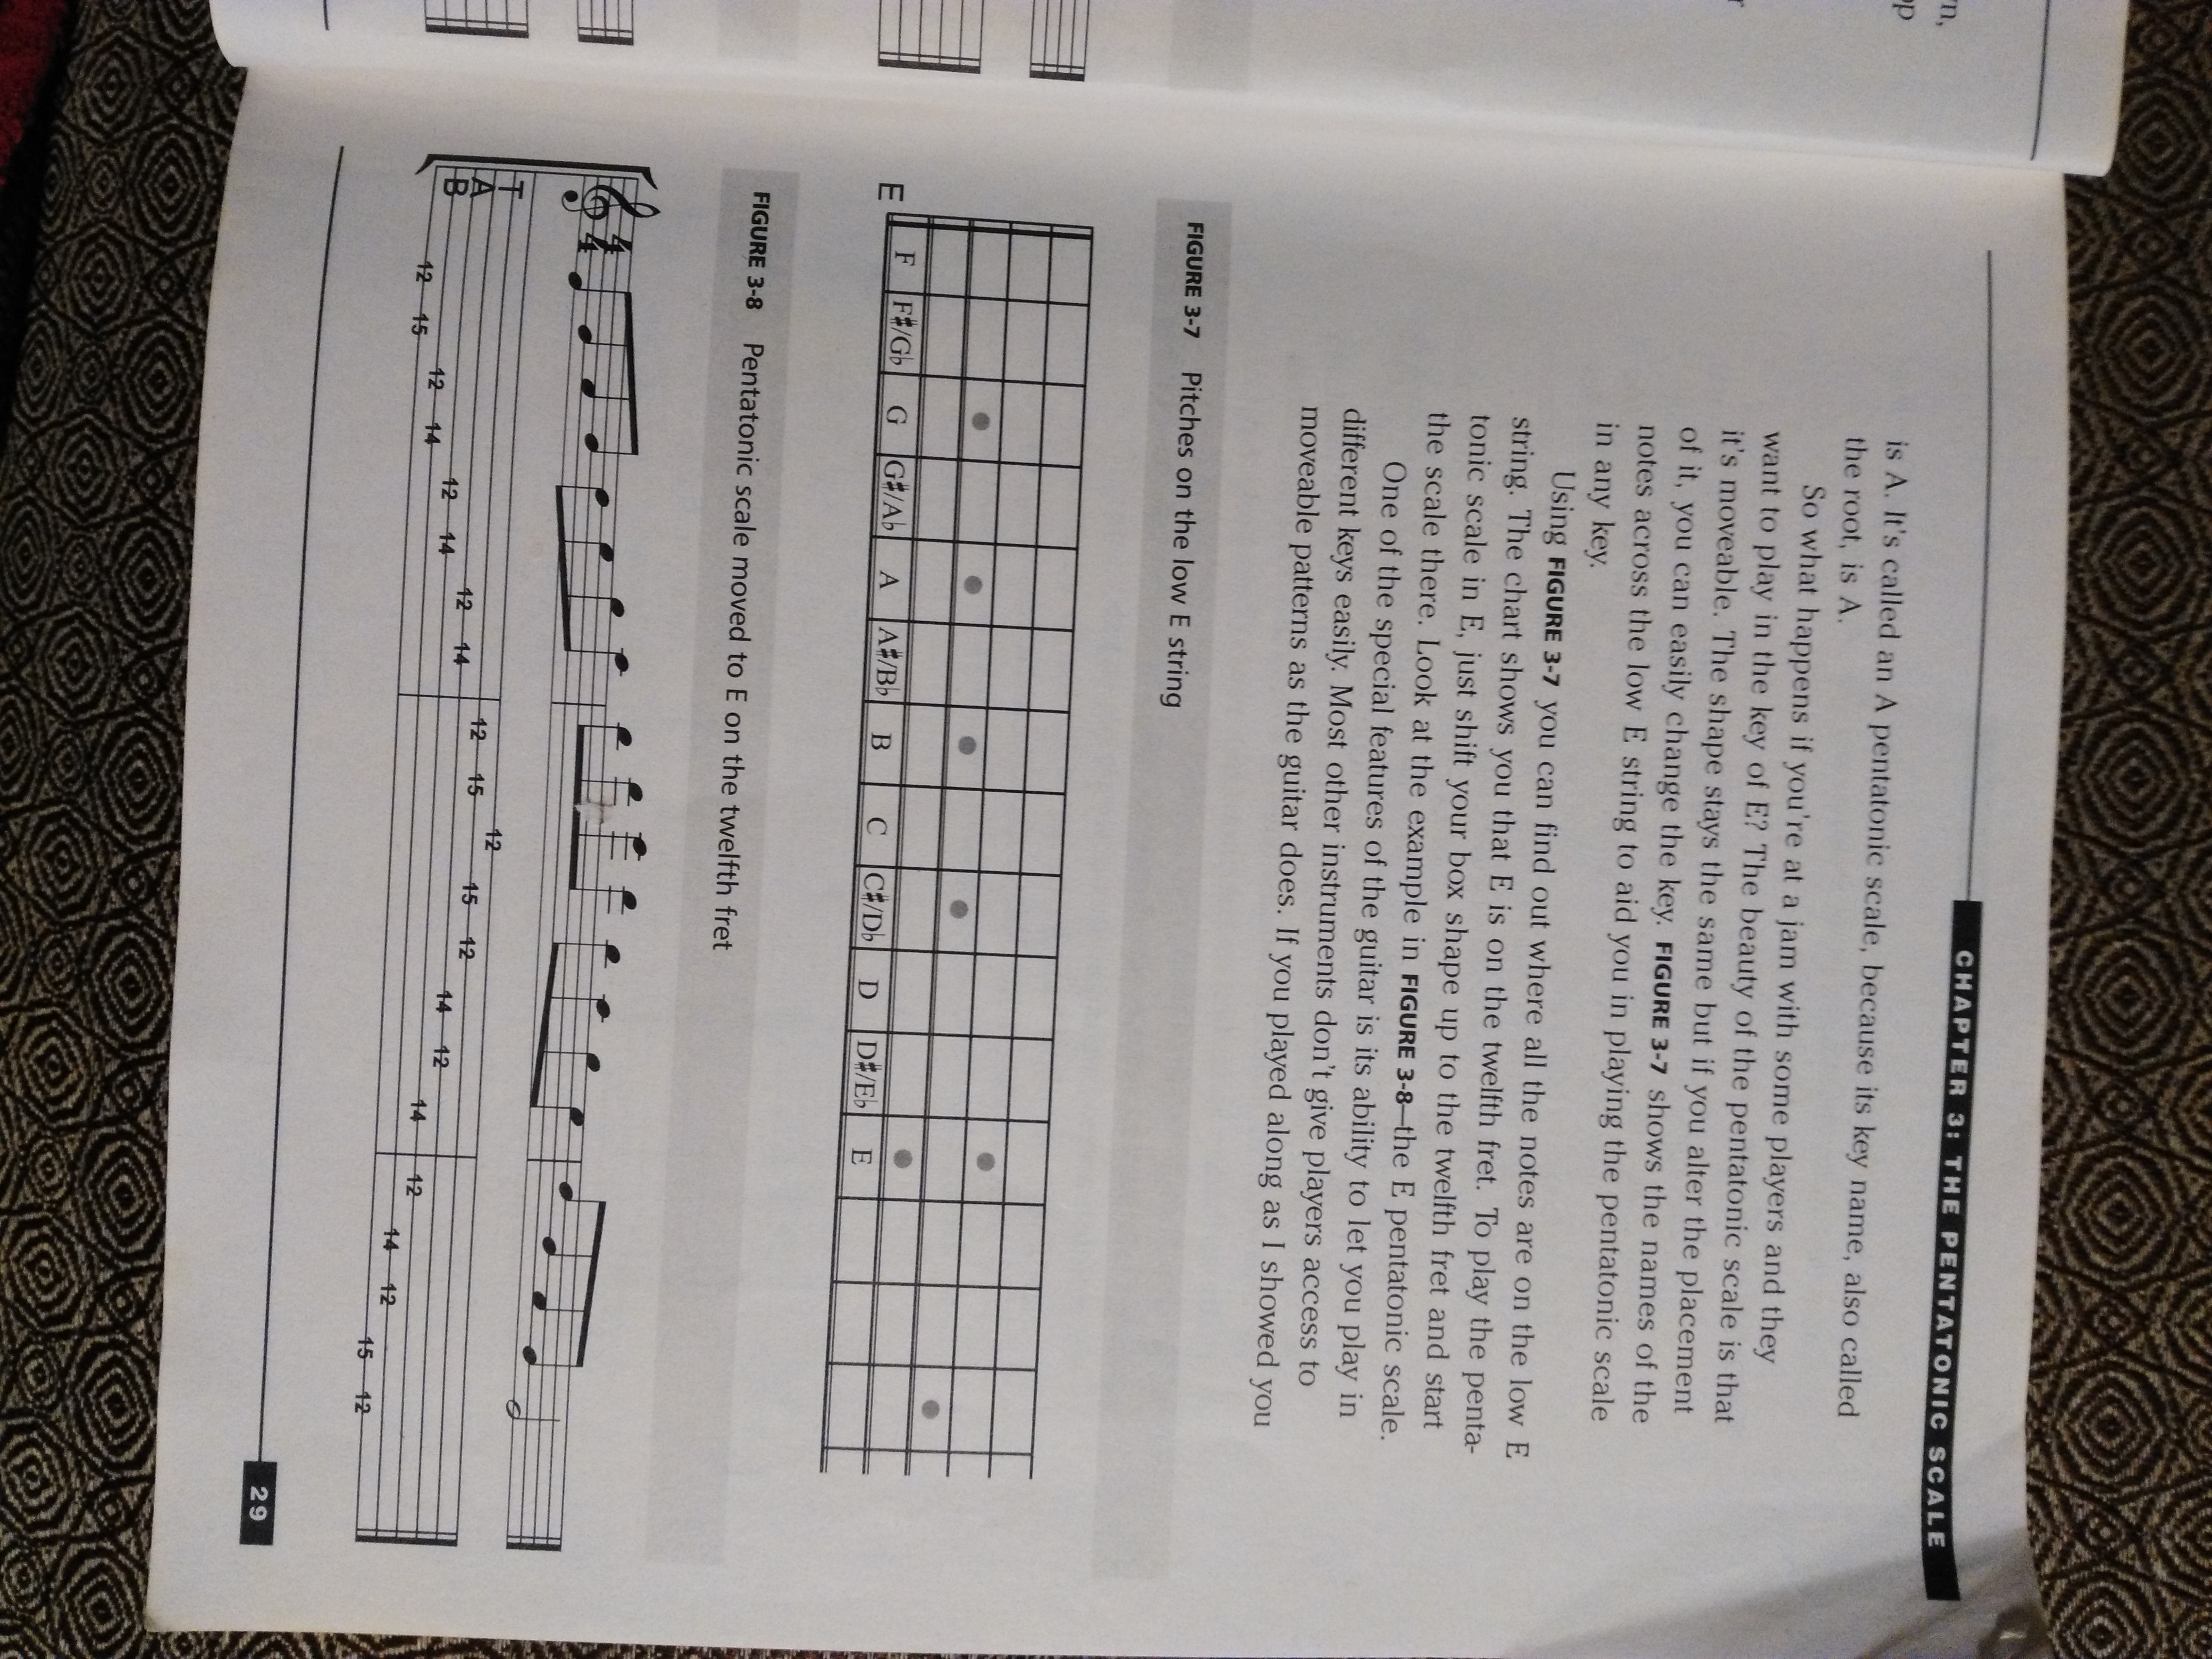 CHAPTER 3: THE PENTATONIC SCALE
is A. It's called an A pentatonic scale, because its key name, also called
the root, is A.
So what happens if you're at a jam with some players and they
want to play in the key of E? The beauty of the pentatonic scale is that
it's moveable. The shape stays the same but if you alter the placement
of it, you can easily change the key. FIGURE 3-7 shows the names of the
notes across the low E string to aid you in playing the pentatonic scale
in any key.
Using FIGURE 3-7 you can find out where all the notes are on the low E
string. The chart shows you that E is on the twelfth fret. To play the penta-
tonic scale in E, just shift your box shape up to the twelfth fret and start
the scale there. Look at the example in FIGURE 3-8—the E pentatonic scale.
One of the special features of the guitar is its ability to let you play in
different keys easily. Most other instruments don't give players access to
moveable patterns as the guitar does. If you played along as I showed you
FIGURE 3-7 Pitches on the low E string
E F F♯/G♭ G G♯/A♭ A A♯/B♭ B C C♯/D♭ D D♯/E♭ E
FIGURE 3-8 Pentatonic scale moved to E on the twelfth fret
4
4
T
A
B
12 15 12 14 12 14 12 14 12 15 12 15 12 14 12 14 12 14 12 15 12
29